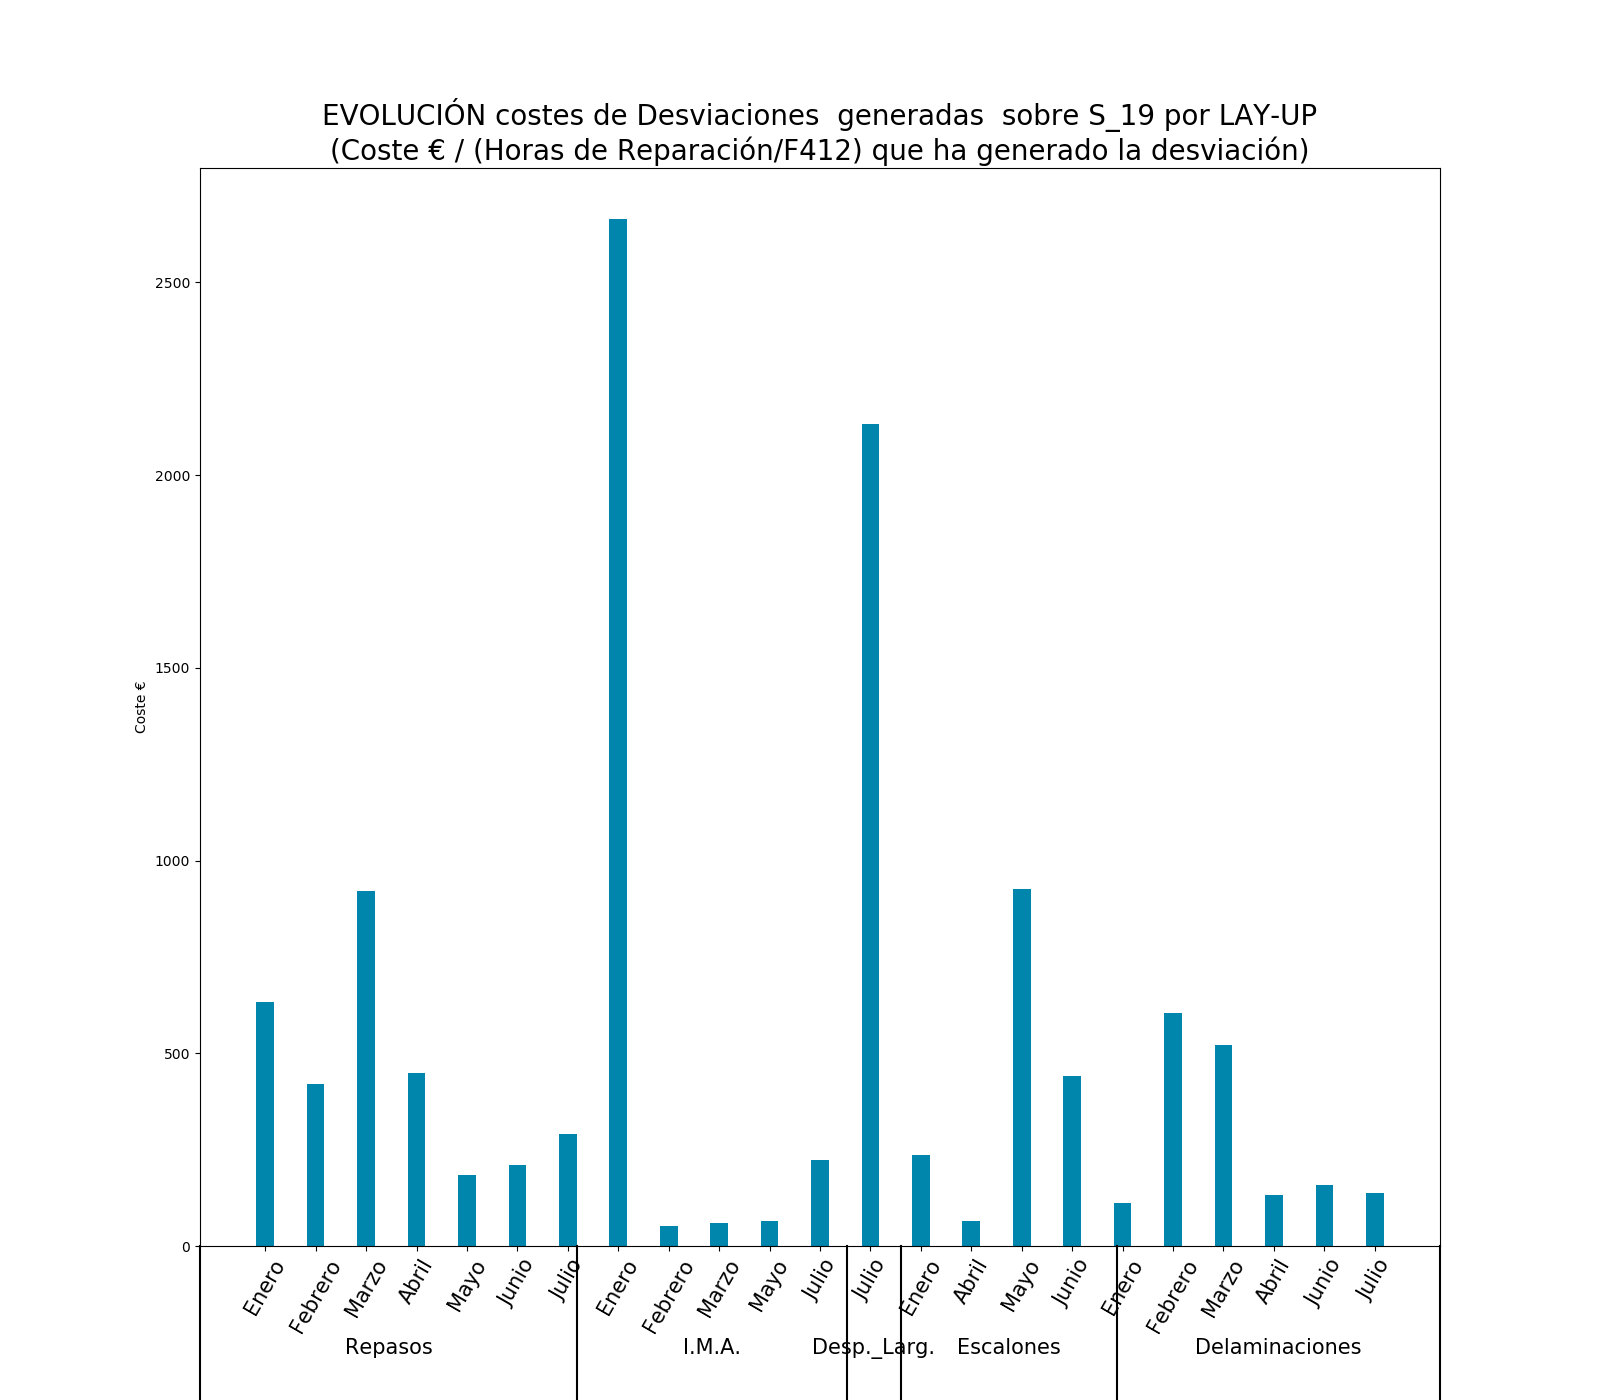 EVOLUCIÓN costes de Desviaciones  generadas  sobre S_19 por LAY-UP
(Coste € / (Horas de Reparación/F412) que ha generado la desviación)
2500
2000
1500
1000
500
0
Coste €
Enero Febrero Marzo Abril Mayo Junio Julio Enero Febrero Marzo Mayo Julio Julio Enero Abril Mayo Junio Enero Febrero Marzo Abril Junio Julio
Repasos I.M.A. Desp._Larg. Escalones Delaminaciones